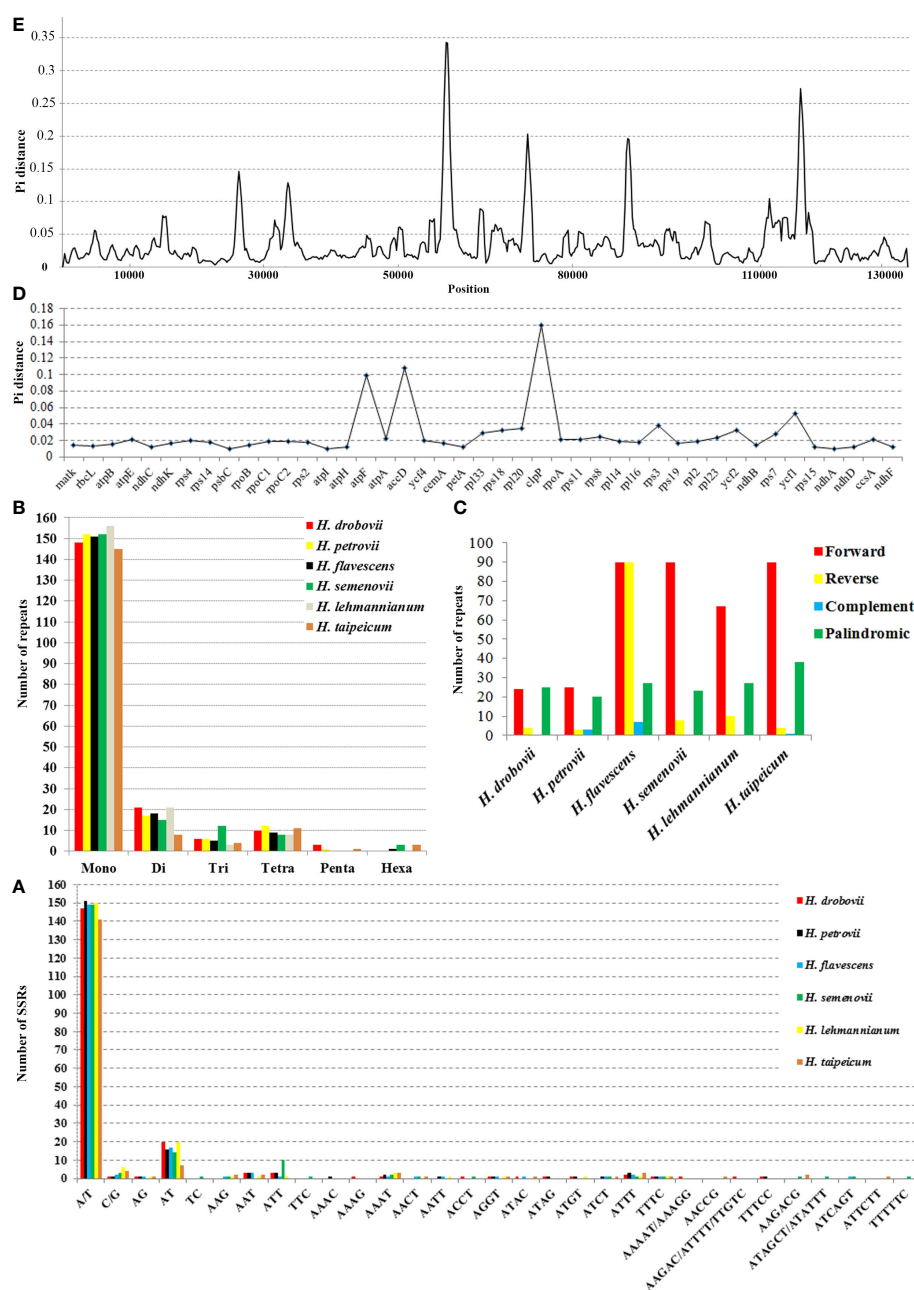 E
0.35
0.3
0.25
0.2
0.15
0.1
0.05
0
Pi distance
10000 30000 50000 80000 110000 130000
Position
D
0.18
0.16
0.14
0.12
0.1
0.08
0.06
0.04
0.02
0
Pi distance
matk rbcL atpB atpE ndhC ndhK rps4 rps14 psbC rpoB rpoC1 rpoC2 rps2 atpI atpH atpF atpA accD ycf4 cemA petA rpl33 rps18 rpl20 clpP rpoA rps11 rps8 rpl14 rpl16 rps3 rps19 rpl2 rpl23 ycf2 ndhB rps7 ycf1 rps15 ndhA ndhD ccsA ndhF
B
160
150
140
130
120
110
100
90
80
70
60
50
40
30
20
10
0
Number of repeats
H. drobovii
H. petrovii
H. flavescens
H. semenovii
H. lehmannianum
H. taipeicum
Mono Di Tri Tetra Penta Hexa
C
100
90
80
70
60
50
40
30
20
10
0
Number of repeats
Forward
Reverse
Complement
Palindromic
H. drobovii H. petrovii H. flavescens H. semenovii H. lehmannianum H. taipeicum
A
160
150
140
130
120
110
100
90
80
70
60
50
40
30
20
10
0
Number of SSRs
H. drobovii
H. petrovii
H. flavescens
H. semenovii
H. lehmannianum
H. taipeicum
A/T C/G AG AT TC AAG AAT ATT TTC AAC AAG AAAT AACT AATT ACCT AGGT ATAC ATAG ATGT ATCT ATTT TTTC AAAAT/AAAGG AACCG AAGAC/ATTTT/TTGTC TTTCC AAGACG ATAGCT/ATATTT ATCAGT ATTCTT TTTTTC